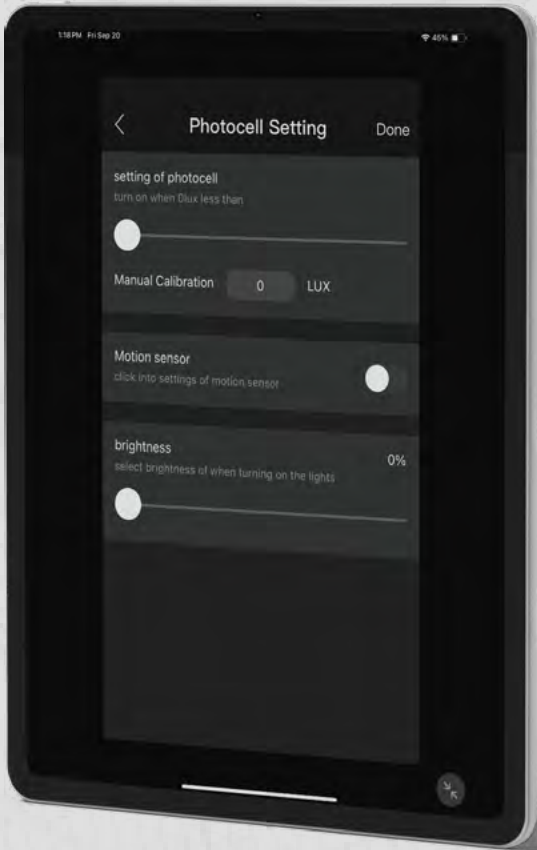 1:18 PM Fri Sep 20
45%
Photocell Setting Done
setting of photocell
turn on when 0lux less than
Manual Calibration 0 LUX
Motion sensor
click into settings of motion sensor
brightness 0%
select brightness of when turning on the lights